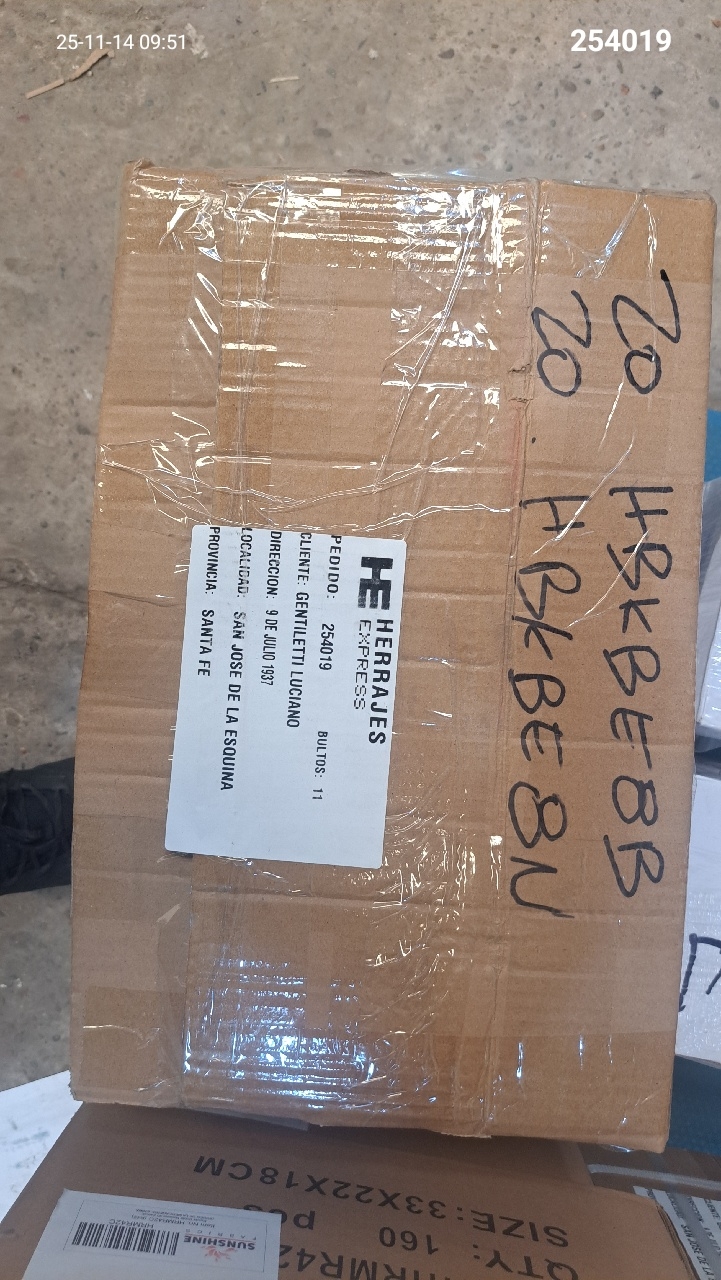 25-11-14 09:51
254019
20 HBKBE8B
20. HBKBE8N
HE HERRAJES
EXPRESS
PEDIDO: 254019 BULTOS: 11
CLIENTE: GENTILETTI LUCIANO
DIRECCION: 9 DE JULIO 1937
LOCALIDAD: SAN JOSE DE LA ESQUINA
PROVINCIA: SANTA FE
SIZE:33X22X18CM
QTY: 160 pcs
SUNSHINE
HRMR42C